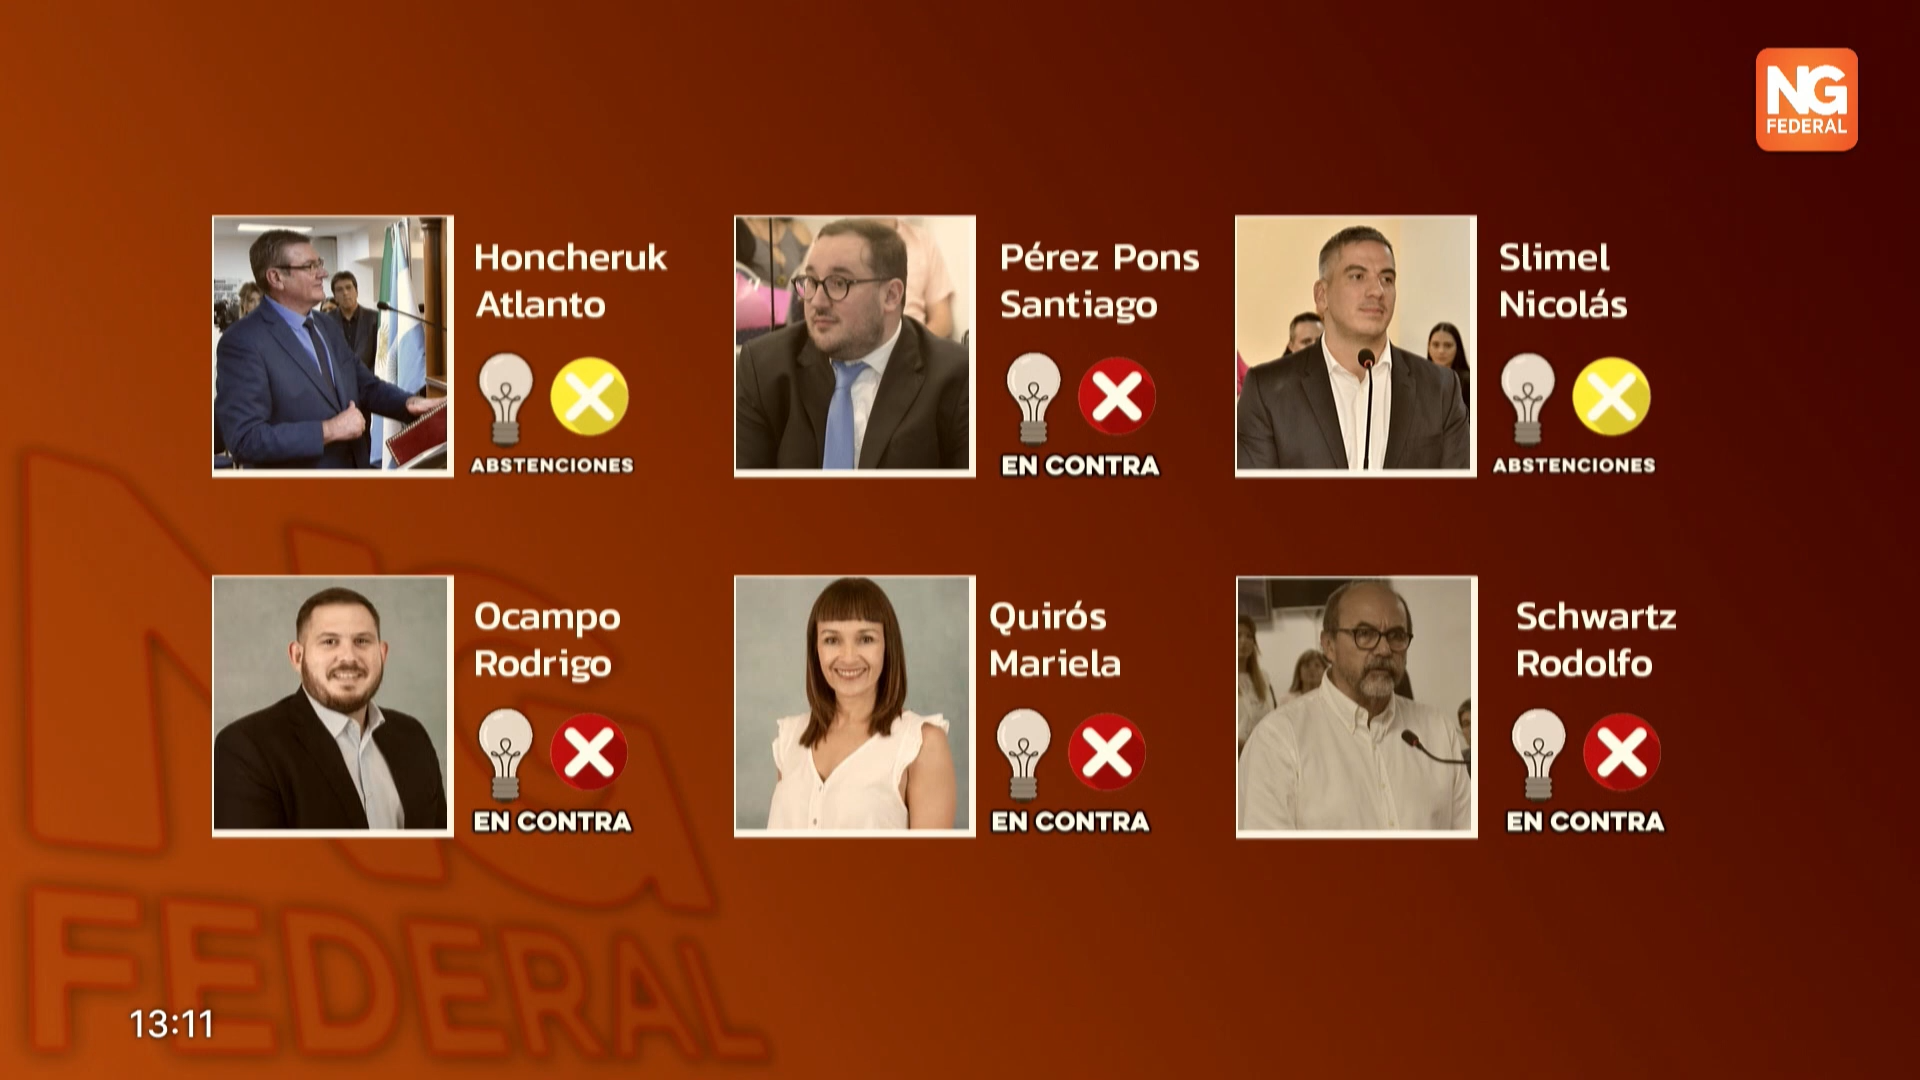 NG
FEDERAL
Honcheruk
Atlanto
ABSTENCIONES
Pérez Pons
Santiago
EN CONTRA
Slimel
Nicolás
ABSTENCIONES
Ocampo
Rodrigo
EN CONTRA
Quirós
Mariela
EN CONTRA
Schwartz
Rodolfo
EN CONTRA
NG
FEDERAL
13:11